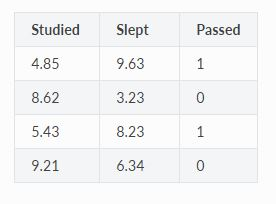 Studied Slept Passed
4.85 9.63 1
8.62 3.23 0
5.43 8.23 1
9.21 6.34 0